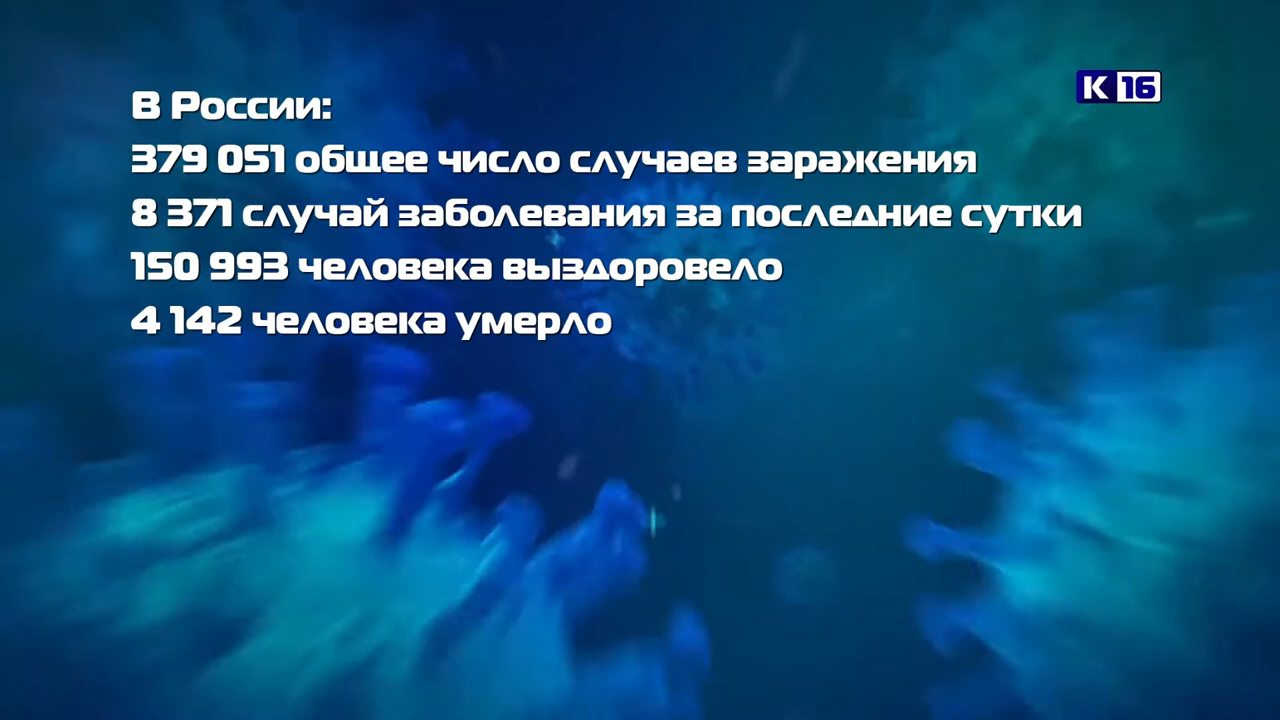 К 16
В России:
379 051 общее число случаев заражения
8 371 случай заболевания за последние сутки
150 993 человека выздоровело
4 142 человека умерло